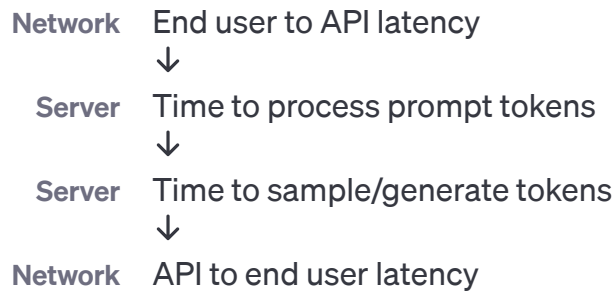 Network End user to API latency
↓
Server Time to process prompt tokens
↓
Server Time to sample/generate tokens
↓
Network API to end user latency